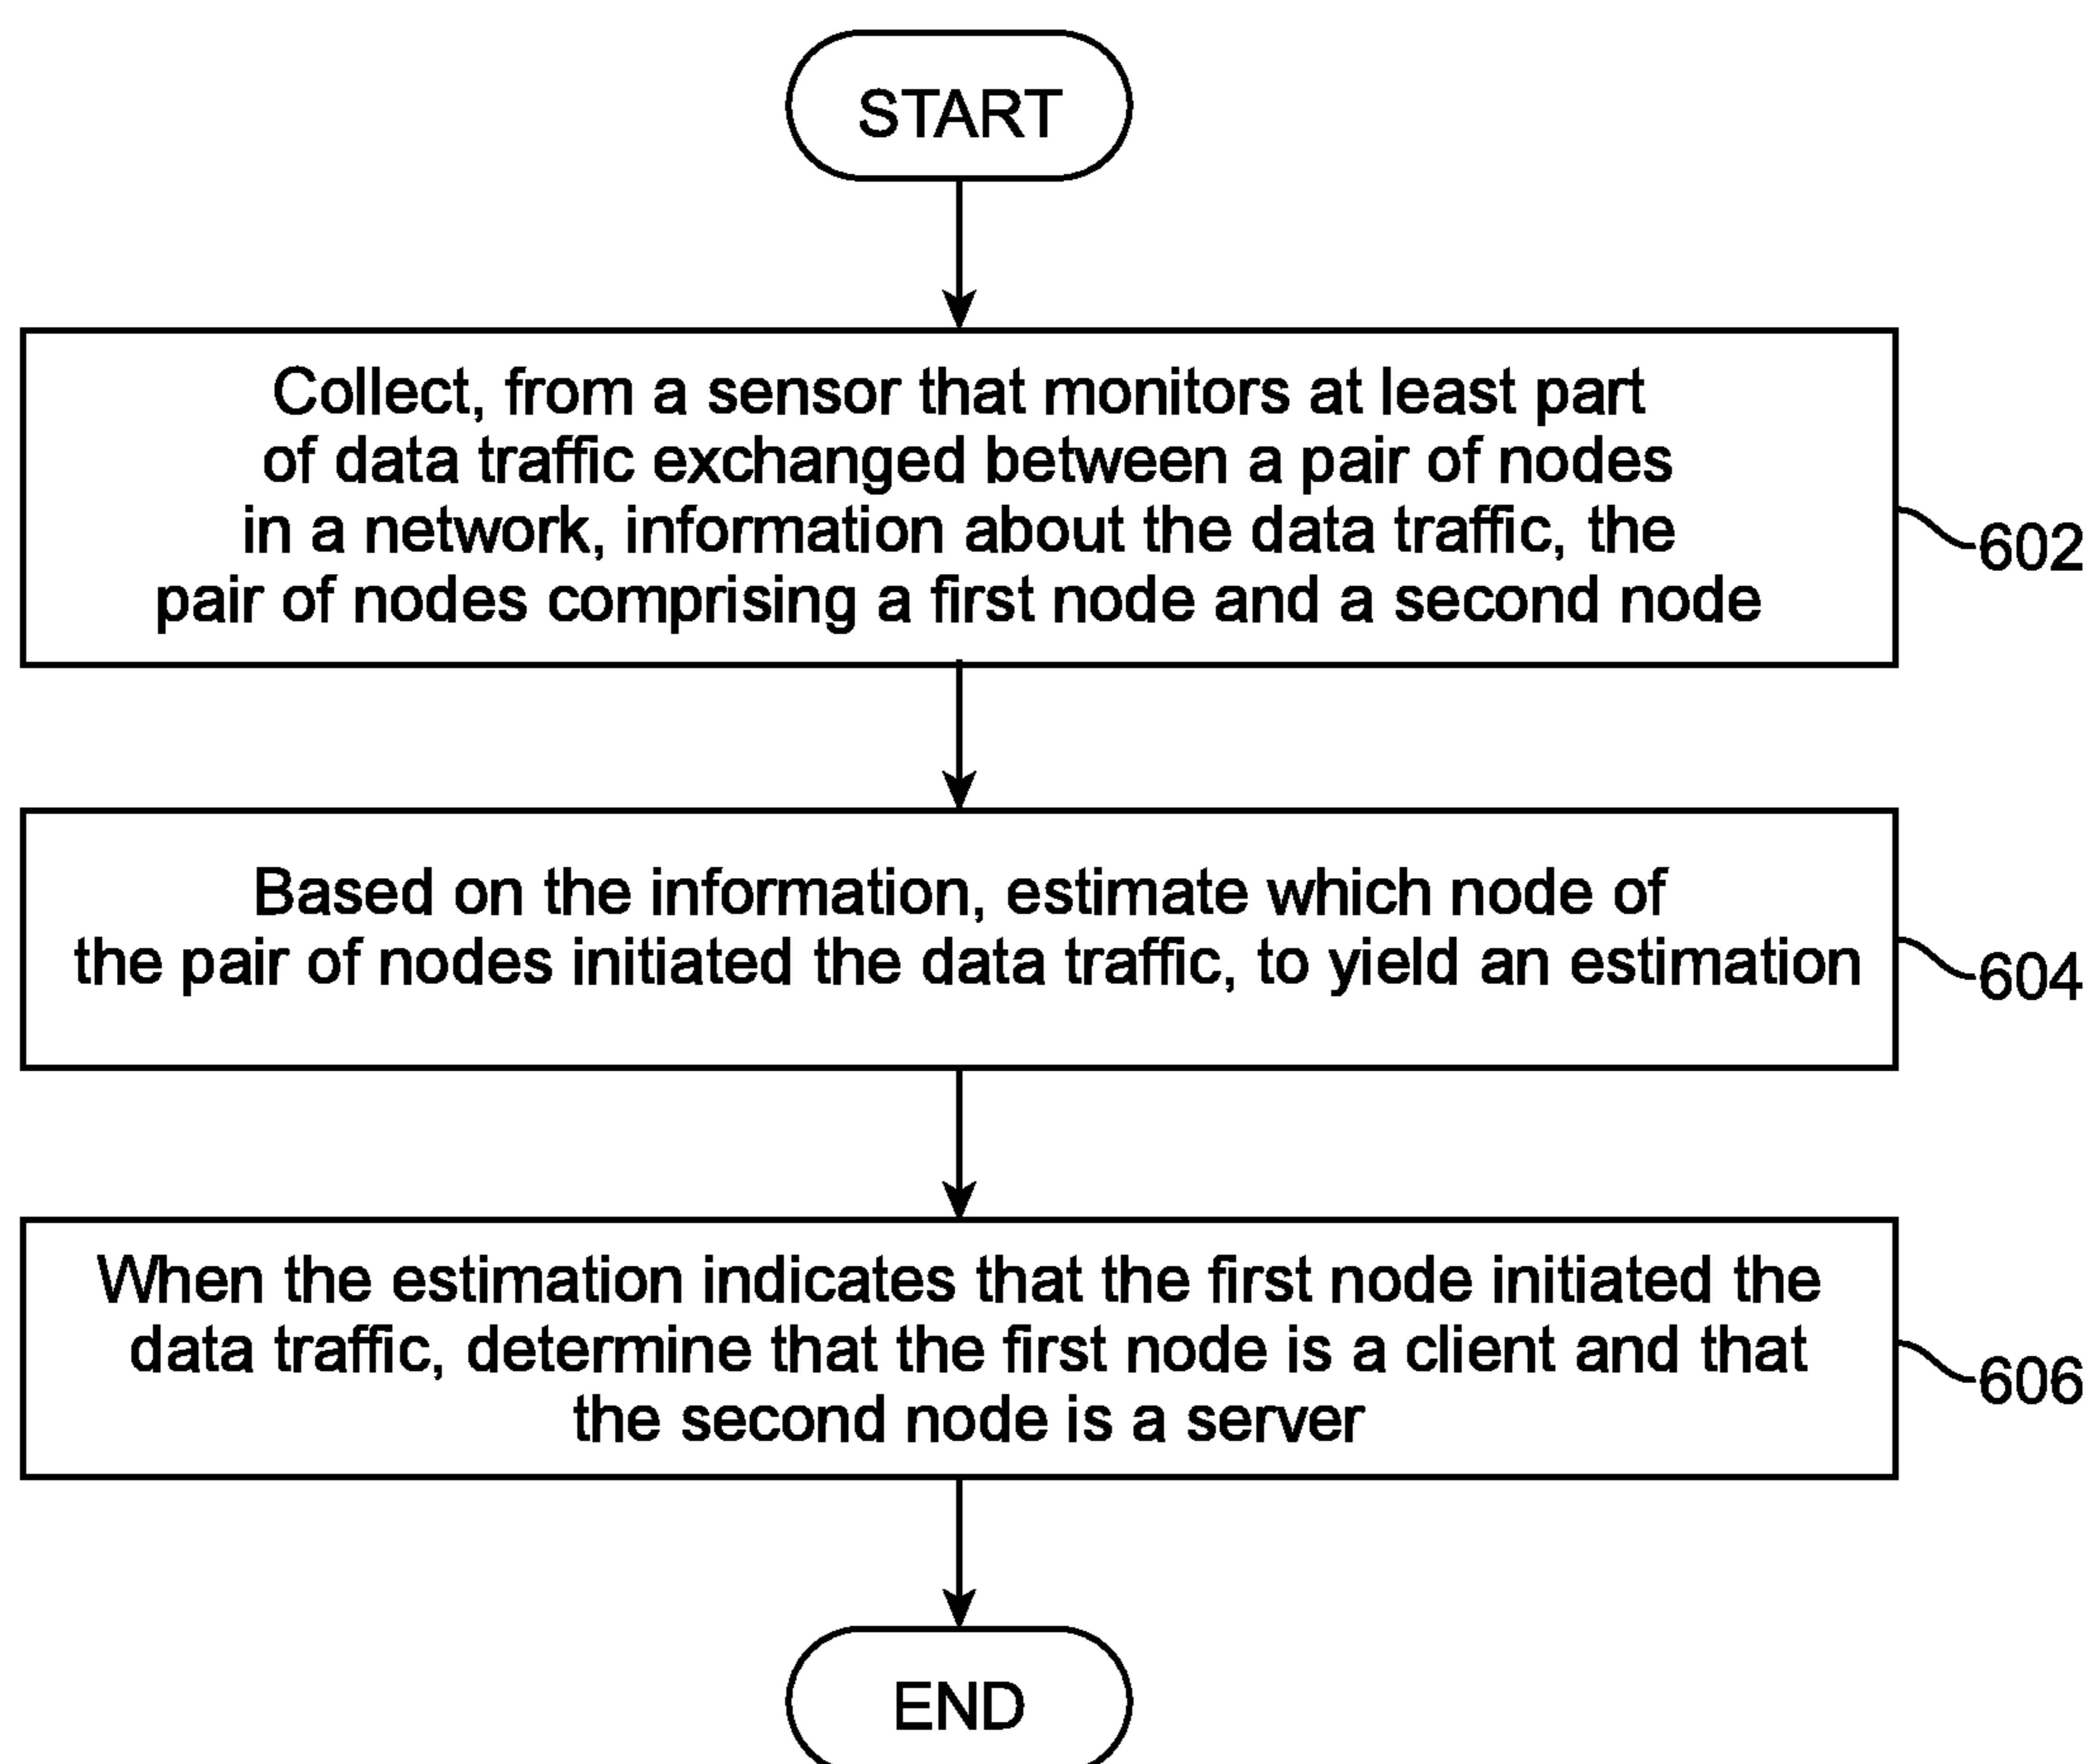 START
Collect, from a sensor that monitors at least part
of data traffic exchanged between a pair of nodes
in a network, information about the data traffic, the
pair of nodes comprising a first node and a second node
602
Based on the information, estimate which node of
the pair of nodes initiated the data traffic, to yield an estimation
604
When the estimation indicates that the first node initiated the
data traffic, determine that the first node is a client and that
the second node is a server
606
END